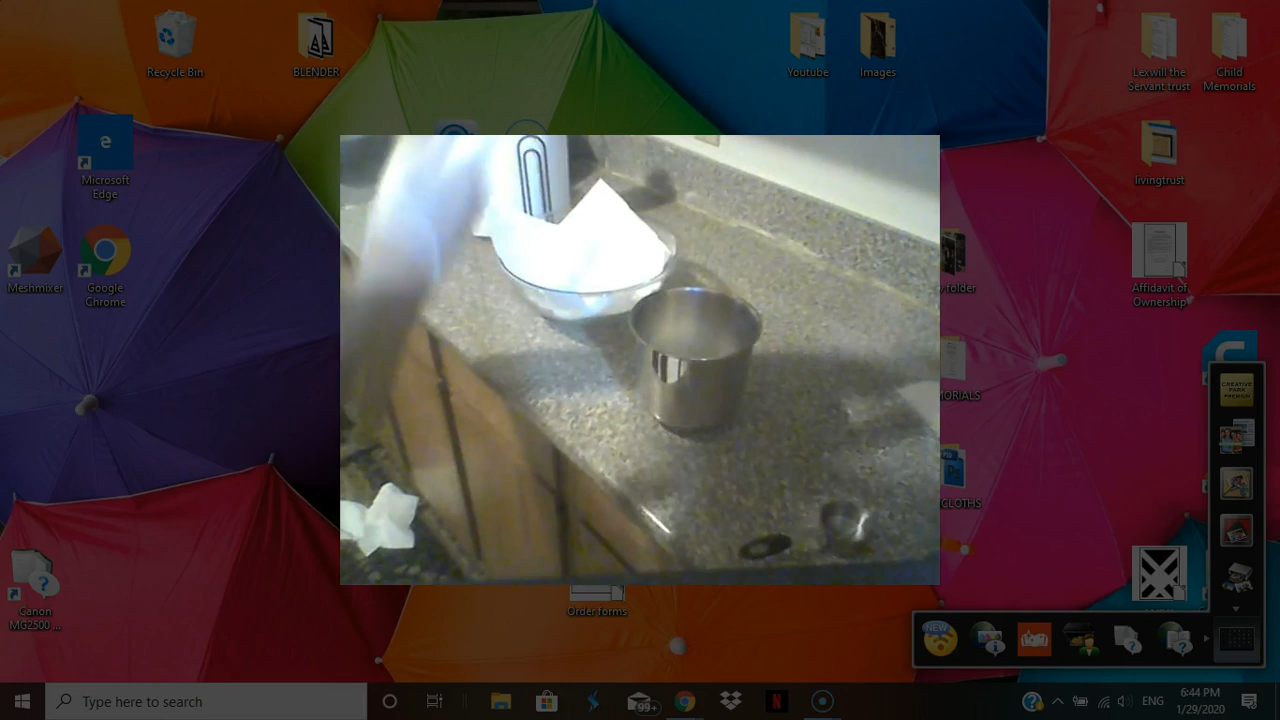 Recycle Bin
BLENDER
Youtube
Images
Lexwill the
Servant trust
Child
Memorials
Microsoft
Edge
livingtrust
Meshmixer
Google
Chrome
folder
Affidavit of
Ownership
CREATIVE
PARK
PREMIUM
Canon
MG2500 ...
Order forms
NEW
Type here to search
99+
N
ENG
6:44 PM
1/29/2020